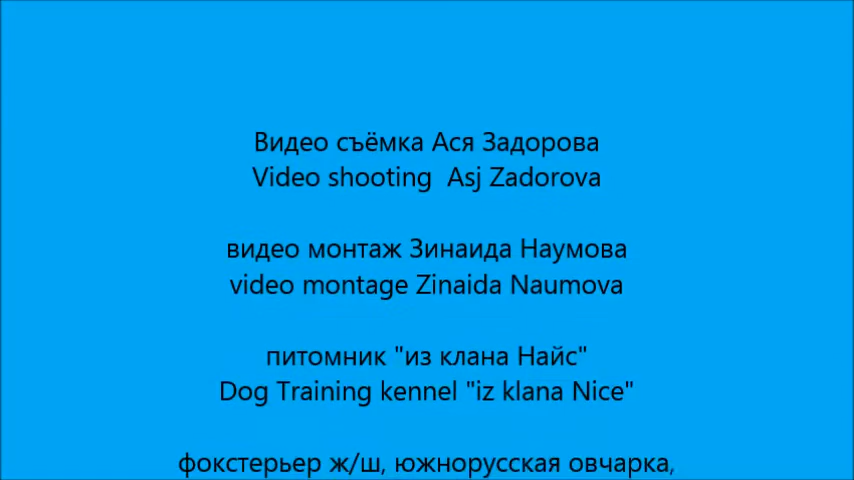 Видео съёмка Ася Задорова
Video shooting  Asj Zadorova
видео монтаж Зинаида Наумова
video montage Zinaida Naumova
питомник "из клана Найс"
Dog Training kennel "iz klana Nice"
фокстерьер ж/ш, южнорусская овчарка,